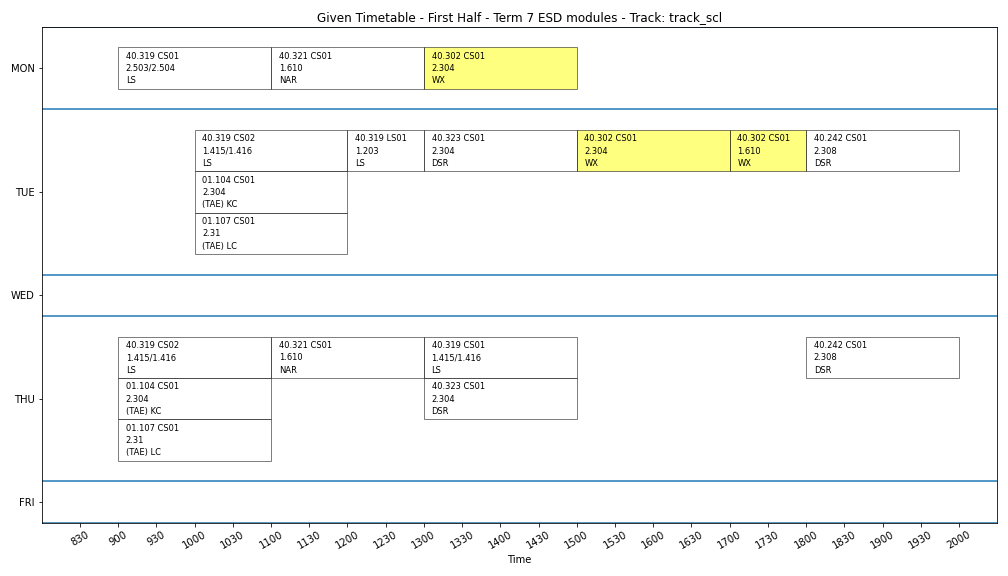 Given Timetable - First Half - Term 7 ESD modules - Track: track_scl
MON
40.319 CS01
2.503/2.504
LS
40.321 CS01
1.610
NAR
40.302 CS01
2.304
WX
TUE
40.319 CS02
1.415/1.416
LS
40.319 LS01
1.203
LS
40.323 CS01
2.304
DSR
40.302 CS01
2.304
WX
40.302 CS01
1.610
WX
40.242 CS01
2.308
DSR
01.104 CS01
2.304
(TAE) KC
01.107 CS01
2.31
(TAE) LC
WED
THU
40.319 CS02
1.415/1.416
LS
40.321 CS01
1.610
NAR
40.319 CS01
1.415/1.416
LS
40.242 CS01
2.308
DSR
01.104 CS01
2.304
(TAE) KC
40.323 CS01
2.304
DSR
01.107 CS01
2.31
(TAE) LC
FRI
830 900 930 1000 1030 1100 1130 1200 1230 1300 1330 1400 1430 1500 1530 1600 1630 1700 1730 1800 1830 1900 1930 2000
Time